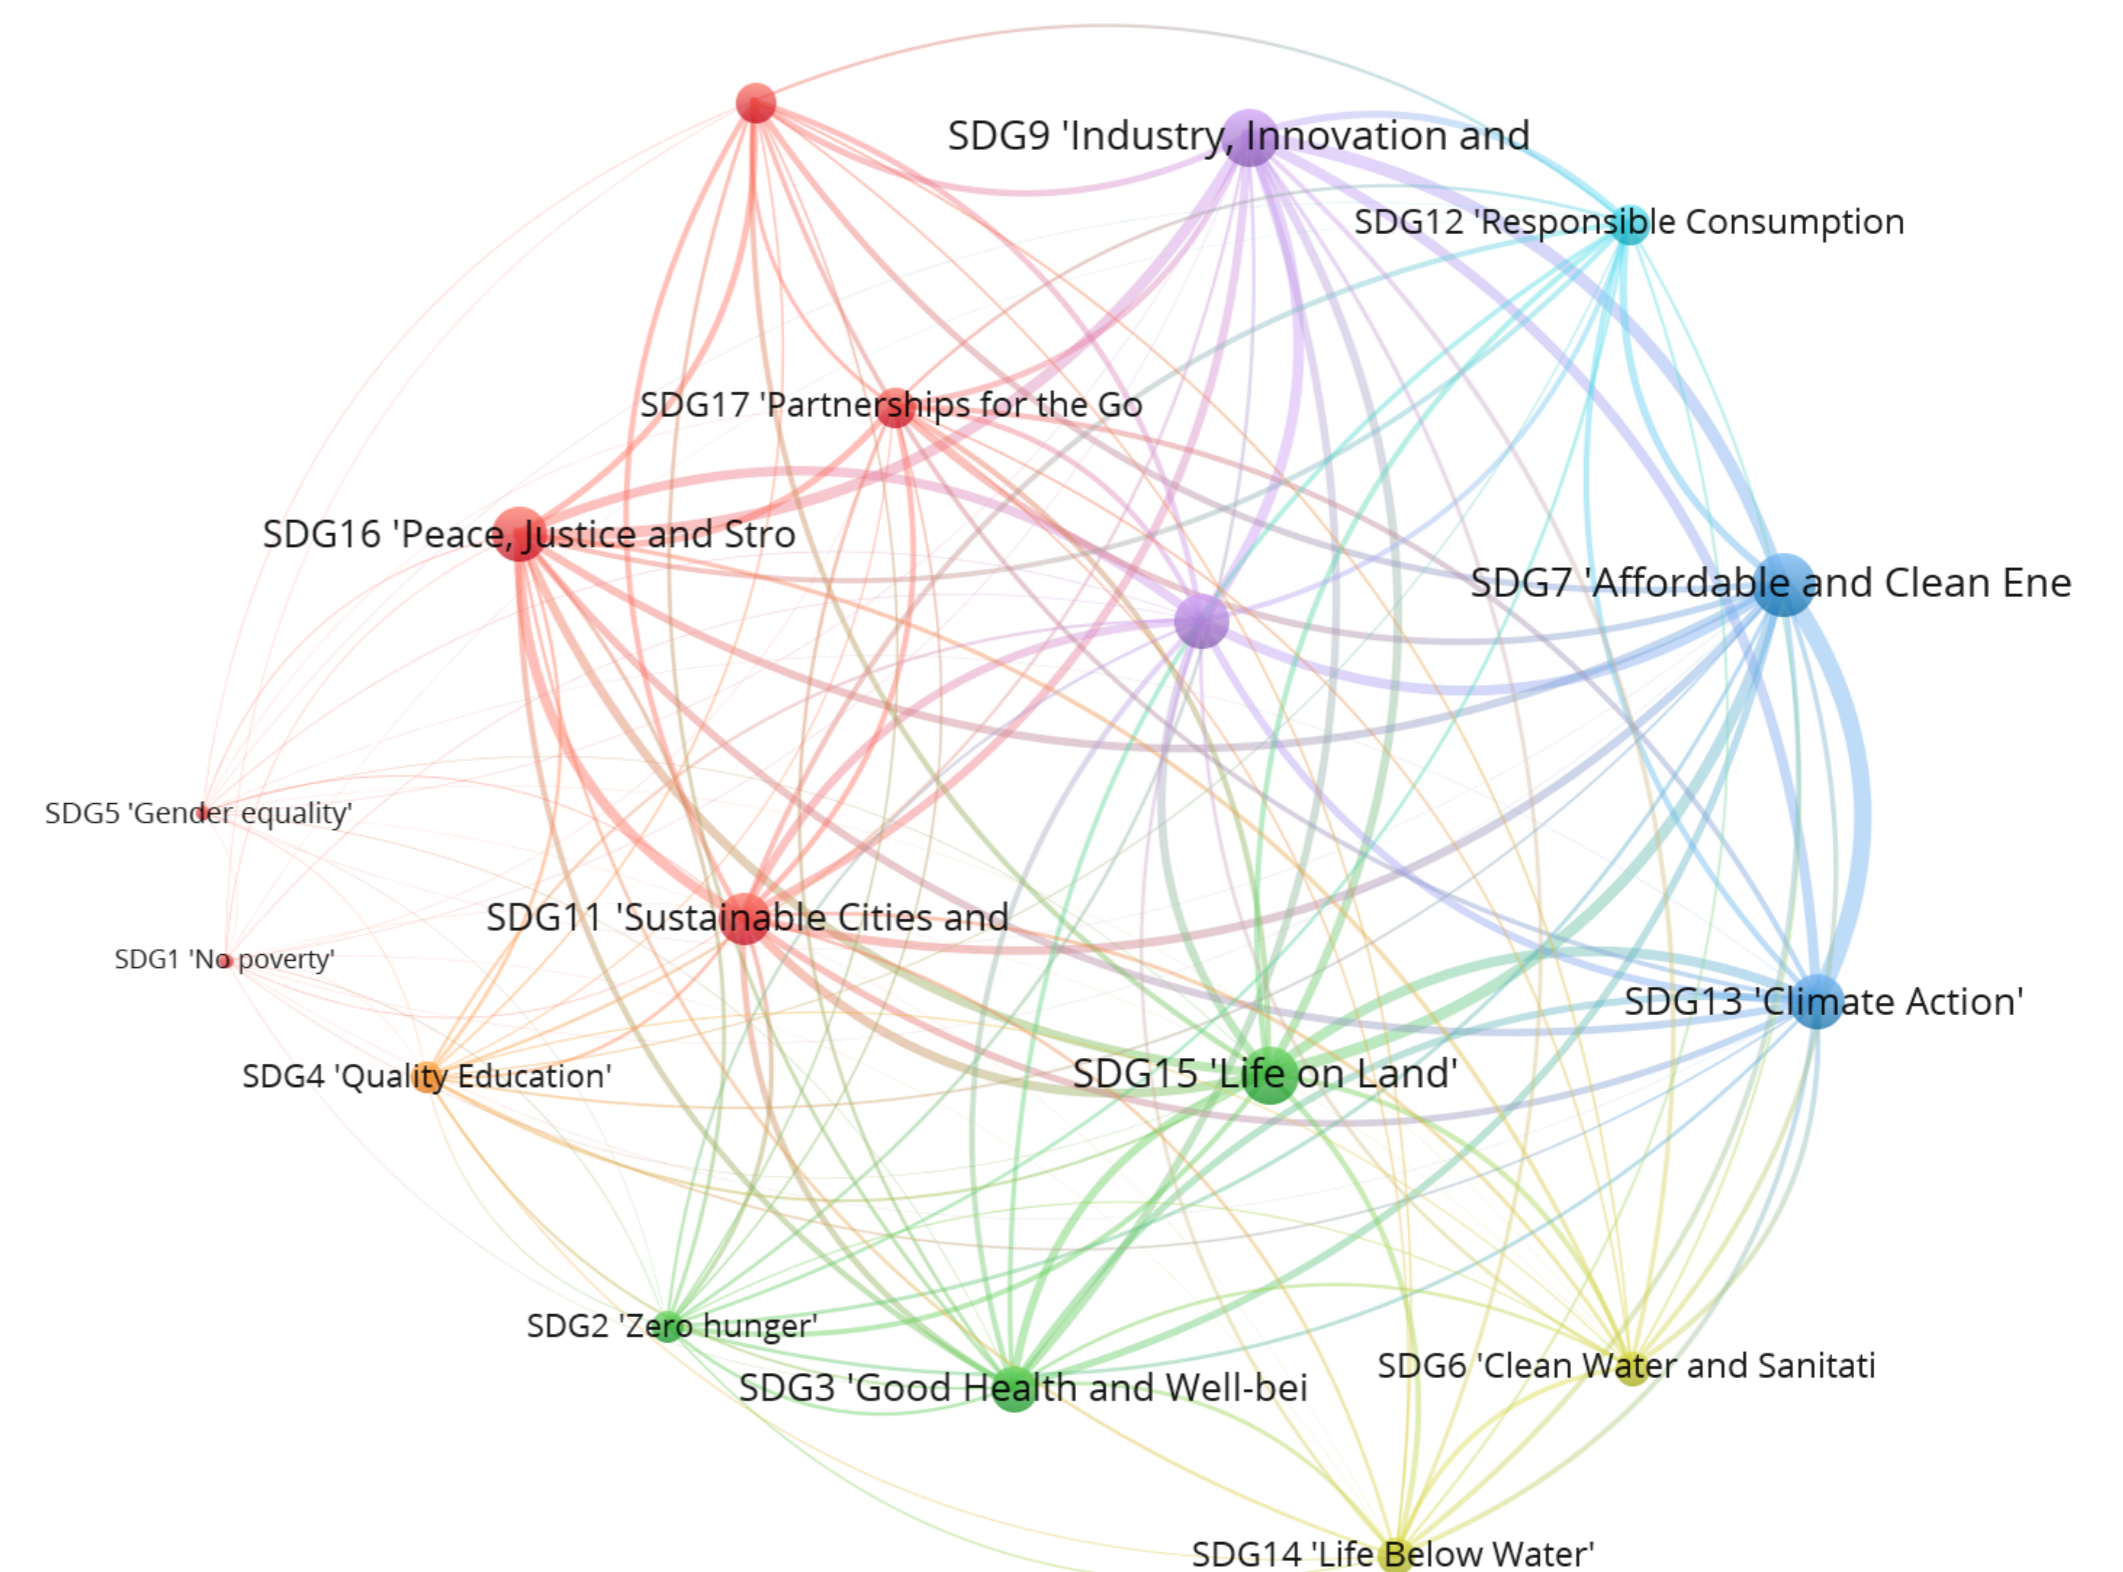 SDG9 'Industry, Innovation and
SDG12 'Responsible Consumption
SDG17 'Partnerships for the Go
SDG16 'Peace, Justice and Stro
SDG7 'Affordable and Clean Ene
SDG5 'Gender equality'
SDG11 'Sustainable Cities and
SDG1 'No poverty'
SDG13 'Climate Action'
SDG4 'Quality Education'
SDG15 'Life on Land'
SDG2 'Zero hunger'
SDG6 'Clean Water and Sanitati
SDG3 'Good Health and Well-bei
SDG14 'Life Below Water'